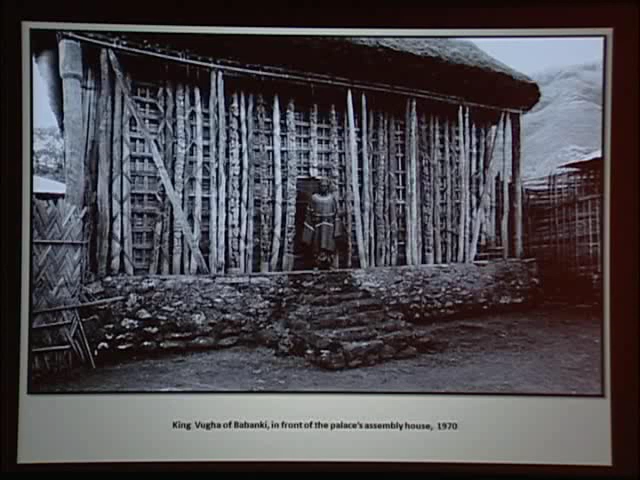 King Vugha of Babanki, in front of the palace's assembly house, 1970